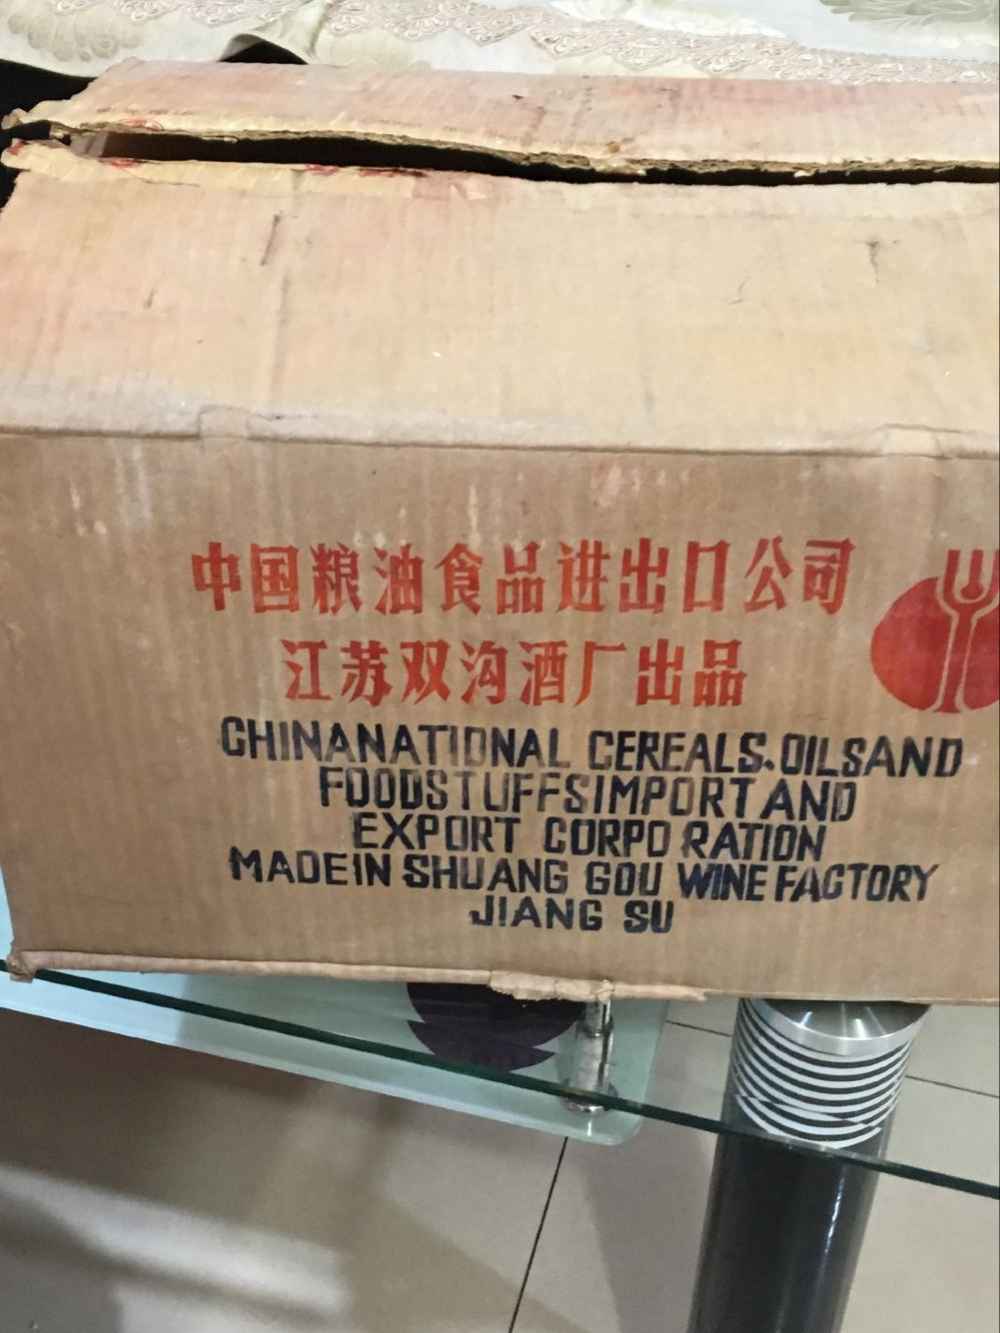 中国粮油食品进出口公司
江苏双沟酒厂出品
CHINANATIONAL CEREALS.OILSAND
FOODSTUFFSIMPORTAND
EXPORT CORPO RATION
MADEIN SHUANG GOU WINE FACTORY
JIANG SU